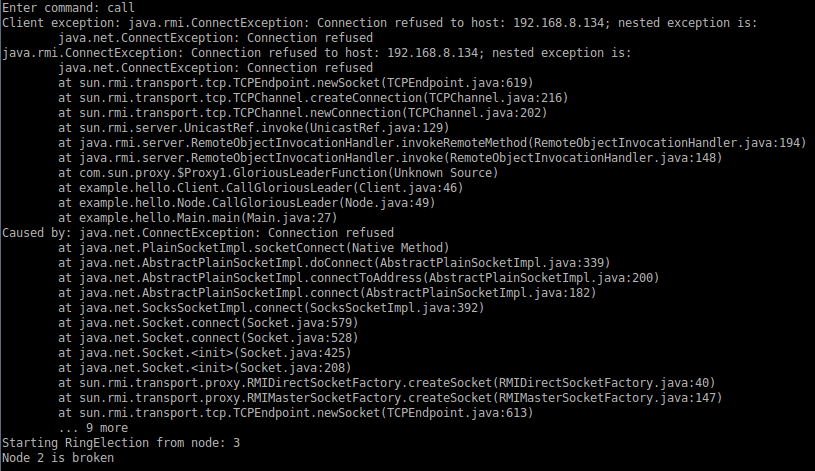 Enter command: call
Client exception: java.rmi.ConnectException: Connection refused to host: 192.168.8.134; nested exception is:
java.net.ConnectException: Connection refused
java.rmi.ConnectException: Connection refused to host: 192.168.8.134; nested exception is:
java.net.ConnectException: Connection refused
at sun.rmi.transport.tcp.TCPEndpoint.newSocket(TCPEndpoint.java:619)
at sun.rmi.transport.tcp.TCPChannel.createConnection(TCPChannel.java:216)
at sun.rmi.transport.tcp.TCPChannel.newConnection(TCPChannel.java:202)
at sun.rmi.server.UnicastRef.invoke(UnicastRef.java:129)
at java.rmi.server.RemoteObjectInvocationHandler.invokeRemoteMethod(RemoteObjectInvocationHandler.java:194)
at java.rmi.server.RemoteObjectInvocationHandler.invoke(RemoteObjectInvocationHandler.java:148)
at com.sun.proxy.$Proxy1.GloriousLeaderFunction(Unknown Source)
at example.hello.Client.CallGloriousLeader(Client.java:46)
at example.hello.Node.CallGloriousLeader(Node.java:49)
at example.hello.Main.main(Main.java:27)
Caused by: java.net.ConnectException: Connection refused
at java.net.PlainSocketImpl.socketConnect(Native Method)
at java.net.AbstractPlainSocketImpl.doConnect(AbstractPlainSocketImpl.java:339)
at java.net.AbstractPlainSocketImpl.connectToAddress(AbstractPlainSocketImpl.java:200)
at java.net.AbstractPlainSocketImpl.connect(AbstractPlainSocketImpl.java:182)
at java.net.SocksSocketImpl.connect(SocksSocketImpl.java:392)
at java.net.Socket.connect(Socket.java:579)
at java.net.Socket.connect(Socket.java:528)
at java.net.Socket.<init>(Socket.java:425)
at java.net.Socket.<init>(Socket.java:208)
at sun.rmi.transport.proxy.RMIDirectSocketFactory.createSocket(RMIDirectSocketFactory.java:40)
at sun.rmi.transport.proxy.RMIMasterSocketFactory.createSocket(RMIMasterSocketFactory.java:147)
at sun.rmi.transport.tcp.TCPEndpoint.newSocket(TCPEndpoint.java:613)
... 9 more
Starting RingElection from node: 3
Node 2 is broken